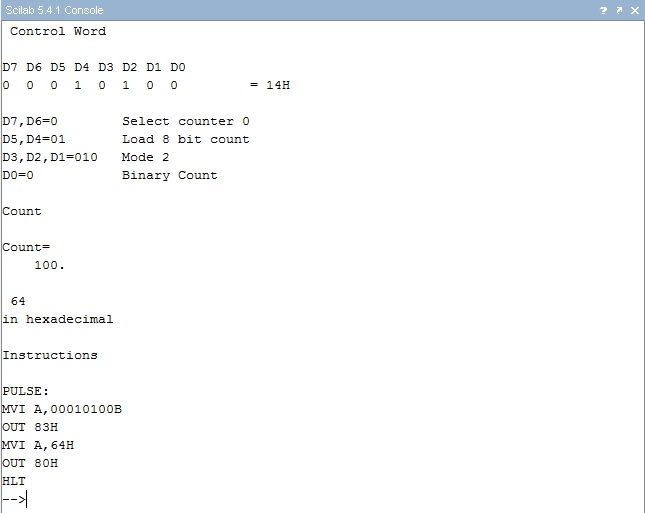 Scilab 5.4.1 Console
Control Word
D7 D6 D5 D4 D3 D2 D1 D0
0 0 0 1 0 1 0 0 = 14H
D7,D6=0 Select counter 0
D5,D4=01 Load 8 bit count
D3,D2,D1=010 Mode 2
D0=0 Binary Count
Count
Count=
100.
64
in hexadecimal
Instructions
PULSE:
MVI A,00010100B
OUT 83H
MVI A,64H
OUT 80H
HLT
-->